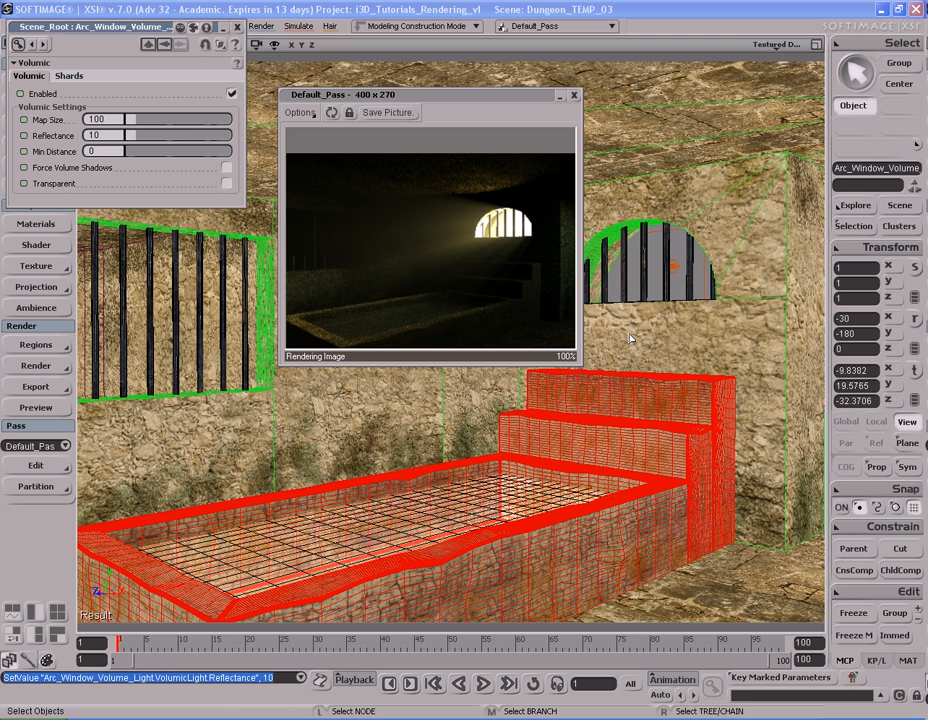 SOFTIMAGE® | XSI® v.7.0 (Adv 32 - Academic. Expires in 13 days) Project: i3D_Tutorials_Rendering_v1 Scene: Dungeon_TEMP_03
Scene_Root : Arc_Window_Volume_...
Render Simulate Hair Modeling Construction Mode Default_Pass
SOFTIMAGE | XSI
X Y Z
Textured D...
Volumic
Volumic Shards
Enabled
Volumic Settings
Map Size 100
Reflectance 10
Min Distance 0
Force Volume Shadows
Transparent
Materials
Shader
Texture
Projection
Ambience
Render
Regions
Render
Export
Preview
Pass
Default_Pas
Edit
Partition
Default_Pass - 400 x 270
Options Save Picture.
Rendering Image 100%
Result
Select
Group
Center
Object
Arc_Window_Volume
Explore Scene
Selection Clusters
Transform
1 x S
1 y
1 z
-30 x r
-180 y
0 z
-9.8382 x t
19.5765 y
-32.3706 z
Global Local View
Par Ref Plane
COG Prop Sym
Snap
ON
Constrain
Parent Cut
CnsComp ChldComp
Edit
Freeze Group
Freeze M Immed
MCP KP/L MAT
1 1 5 10 15 20 25 30 35 40 45 50 55 60 65 70 75 80 85 90 95 100
1 1 100 100
SetValue "Arc_Window_Volume_Light.VolumicLight.Reflectance", 10
Playback 1 All Animation
Auto
Key Marked Parameters
Select Objects L Select NODE M Select BRANCH R Select TREE/CHAIN